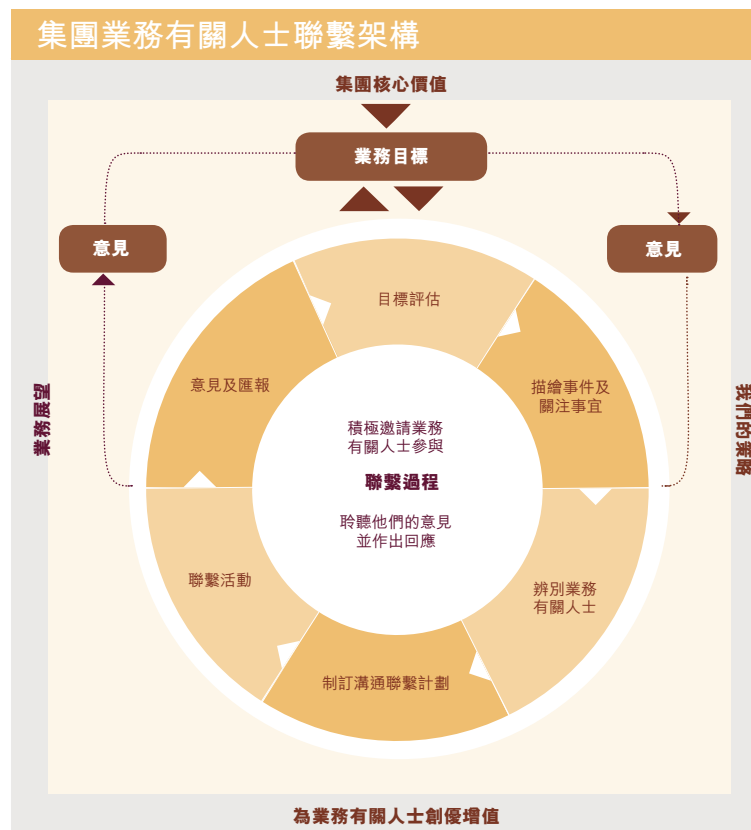 集團業務有關人士聯繫架構
集團核心價值
業務目標
意見
意見
目標評估
意見及匯報
描繪事件及
關注事宜
業務展望
我們的策略
積極邀請業務
有關人士參與
聯繫過程
聆聽他們的意見
並作出回應
聯繫活動
辨別業務
有關人士
制訂溝通聯繫計劃
為業務有關人士創優增值